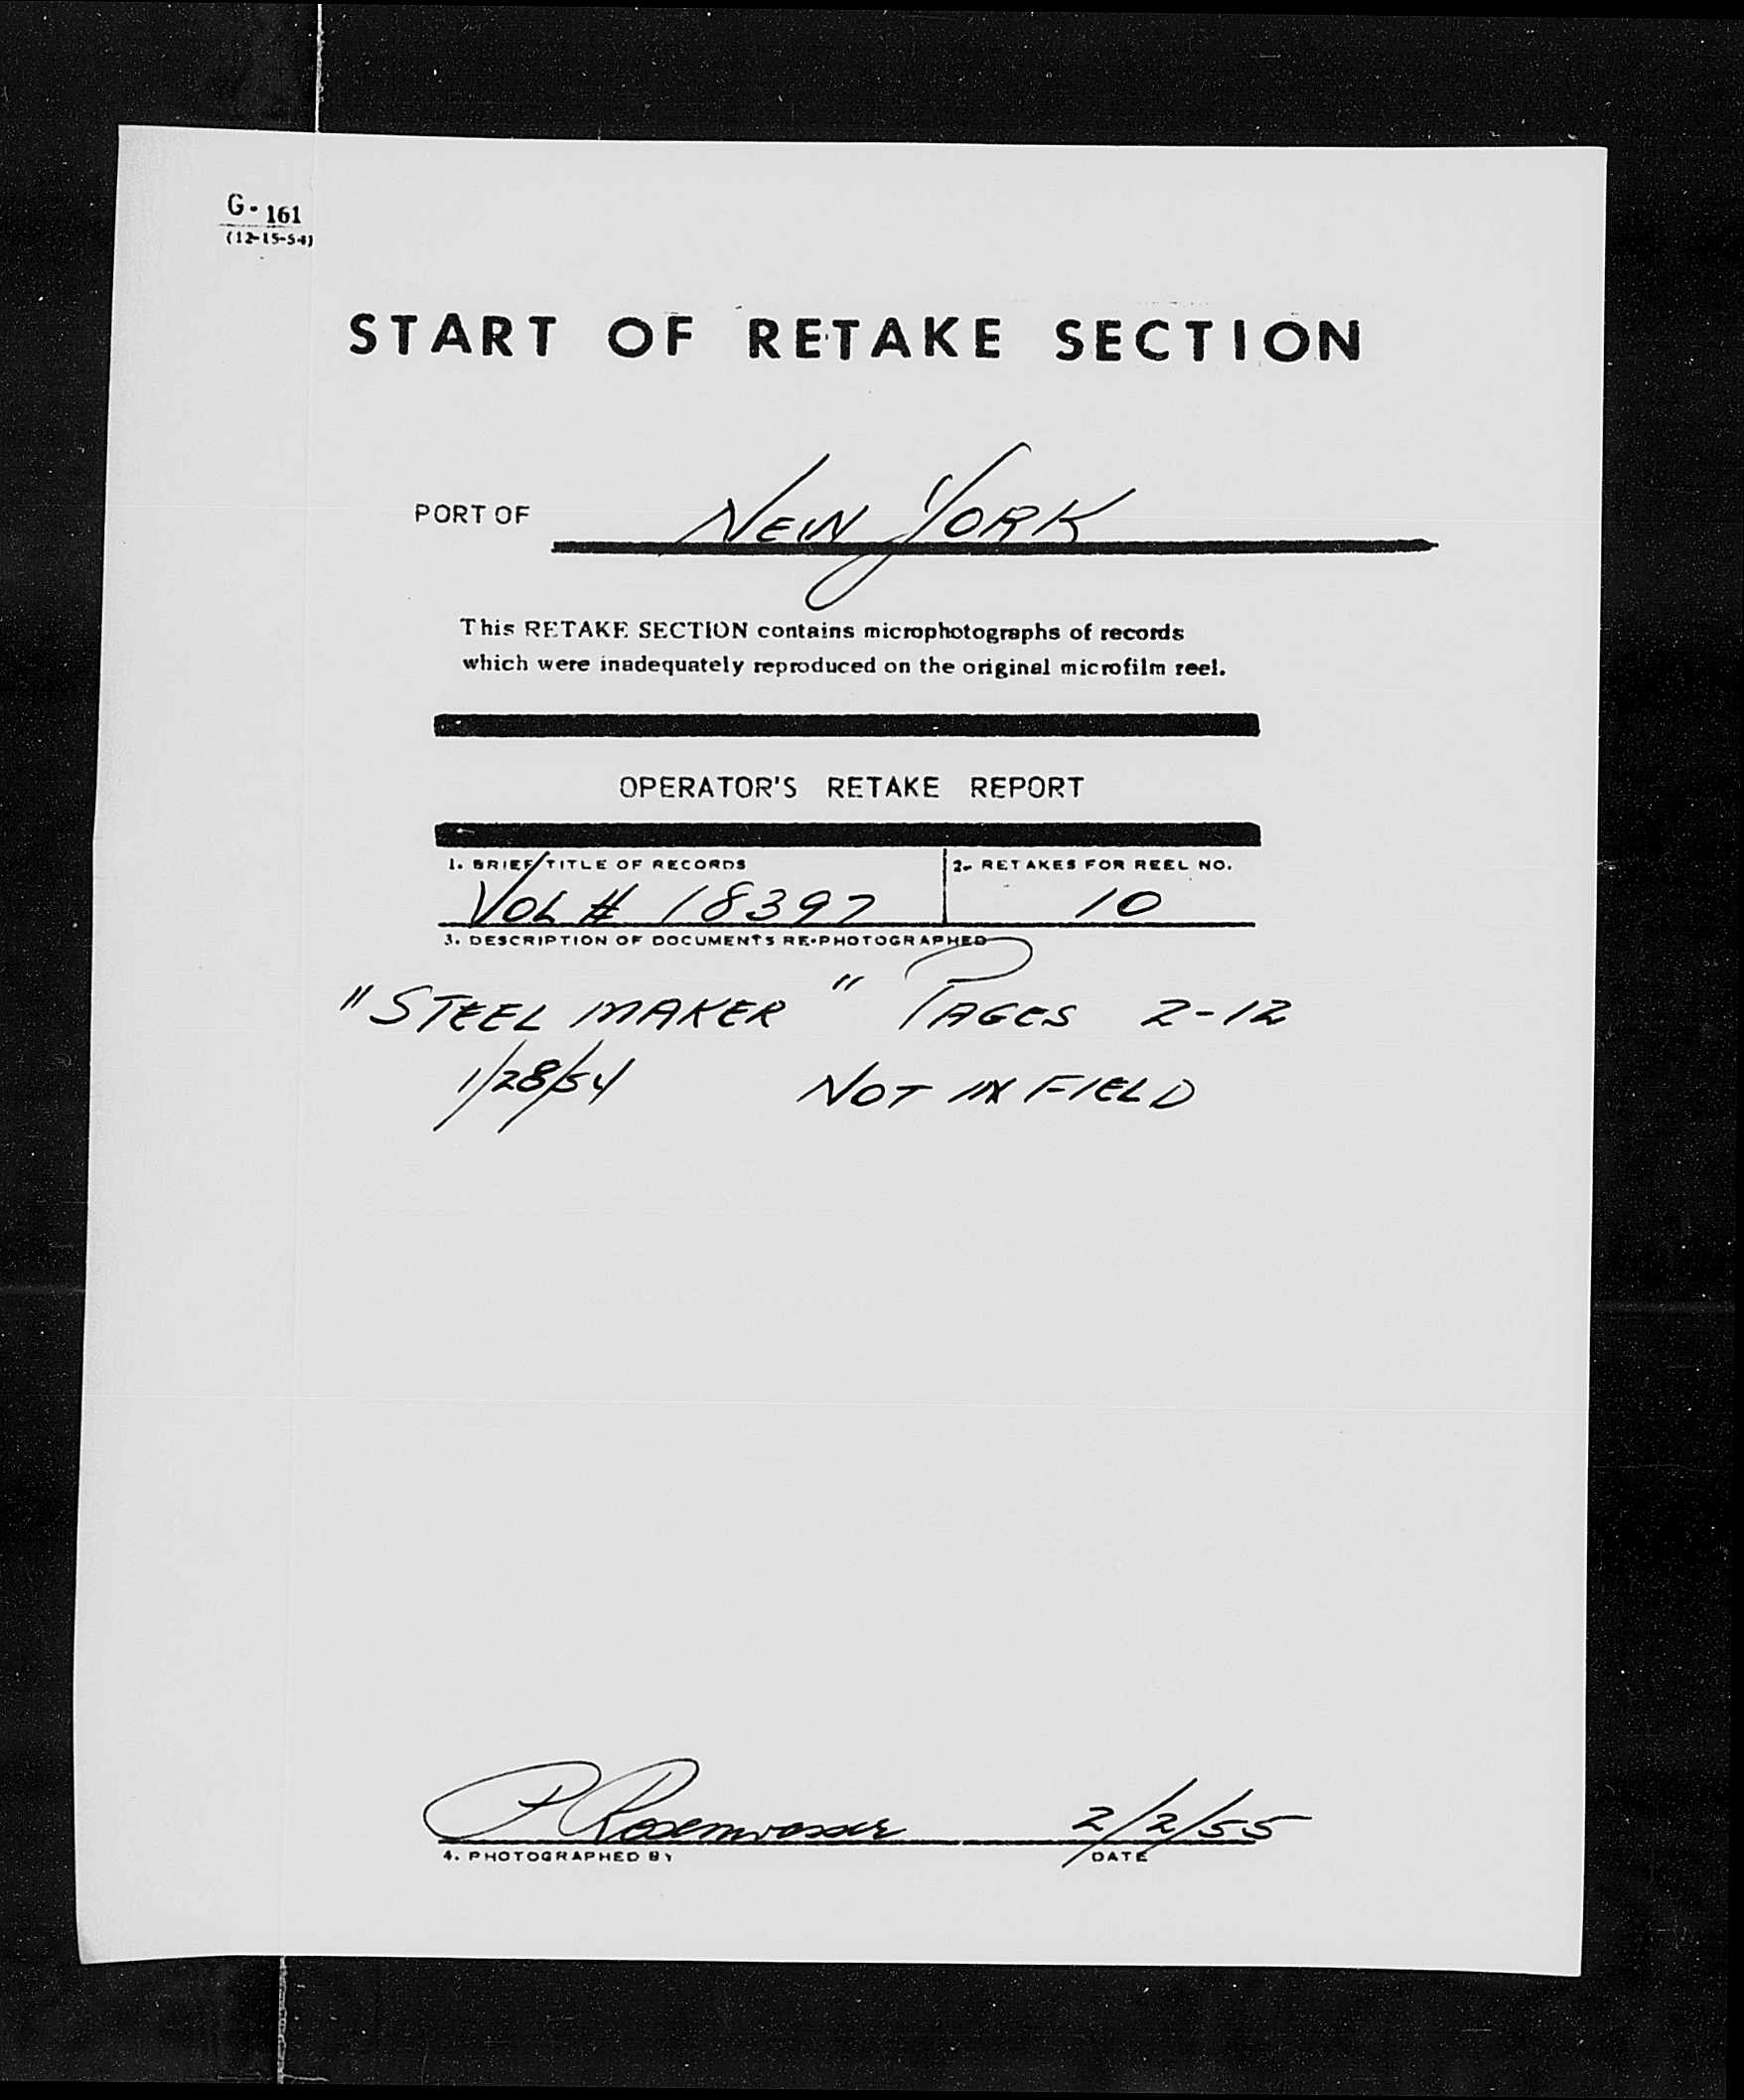 G-161
(12-15-54)
START OF RETAKE SECTION
PORT OF NEW YORK
This RETAKE SECTION contains microphotographs of records
which were inadequately reproduced on the original microfilm reel.
OPERATOR'S RETAKE REPORT
1. BRIEF TITLE OF RECORDS
2. RETAKES FOR REEL NO.
VOL # 18397
10
3. DESCRIPTION OF DOCUMENTS RE-PHOTOGRAPHED
"STEEL MAKER" PAGES 2-12
1/28/54 NOT IN FIELD
P Rosenwasser 2/2/55
4. PHOTOGRAPHED BY DATE